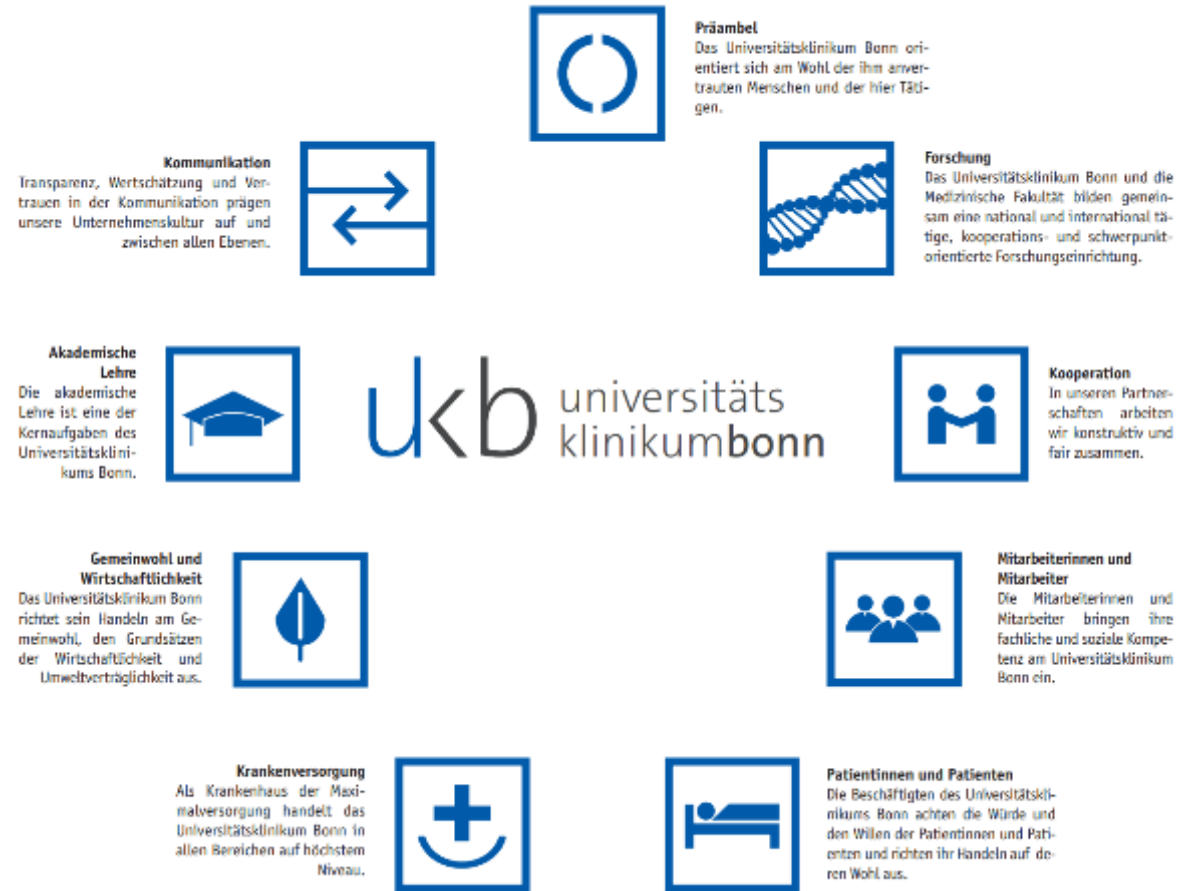 Präambel
Das Universitätsklinikum Bonn ori-
entiert sich am Wohl der ihm anver-
trauten Menschen und der hier Täti-
gen.
Kommunikation
Transparenz, Wertschätzung und Ver-
trauen in der Kommunikation prägen
unsere Unternehmenskultur auf und
zwischen allen Ebenen.
Forschung
Das Universitätsklinikum Bonn und die
Medizinische Fakultät bilden gemein-
sam eine national und international tä-
tige, kooperations- und schwerpunkt-
orientierte Forschungseinrichtung.
Akademische
Lehre
Die akademische
Lehre ist eine der
Kernaufgaben des
Universitätsklini-
kums Bonn.
ukb universitäts
klinikumbonn
Kooperation
In unseren Partner-
schaften arbeiten
wir konstruktiv und
fair zusammen.
Gemeinwohl und
Wirtschaftlichkeit
Das Universitätsklinikum Bonn
richtet sein Handeln am Ge-
meinwohl, den Grundsätzen
der Wirtschaftlichkeit und
Umweltverträglichkeit aus.
Mitarbeiterinnen und
Mitarbeiter
Die Mitarbeiterinnen und
Mitarbeiter bringen ihre
fachliche und soziale Kompe-
tenz am Universitätsklinikum
Bonn ein.
Krankenversorgung
Als Krankenhaus der Maxi-
malversorgung handelt das
Universitätsklinikum Bonn in
allen Bereichen auf höchstem
Niveau.
Patientinnen und Patienten
Die Beschäftigten des Universitätskli-
nikums Bonn achten die Würde und
den Willen der Patientinnen und Pati-
enten und richten ihr Handeln auf de-
ren Wohl aus.